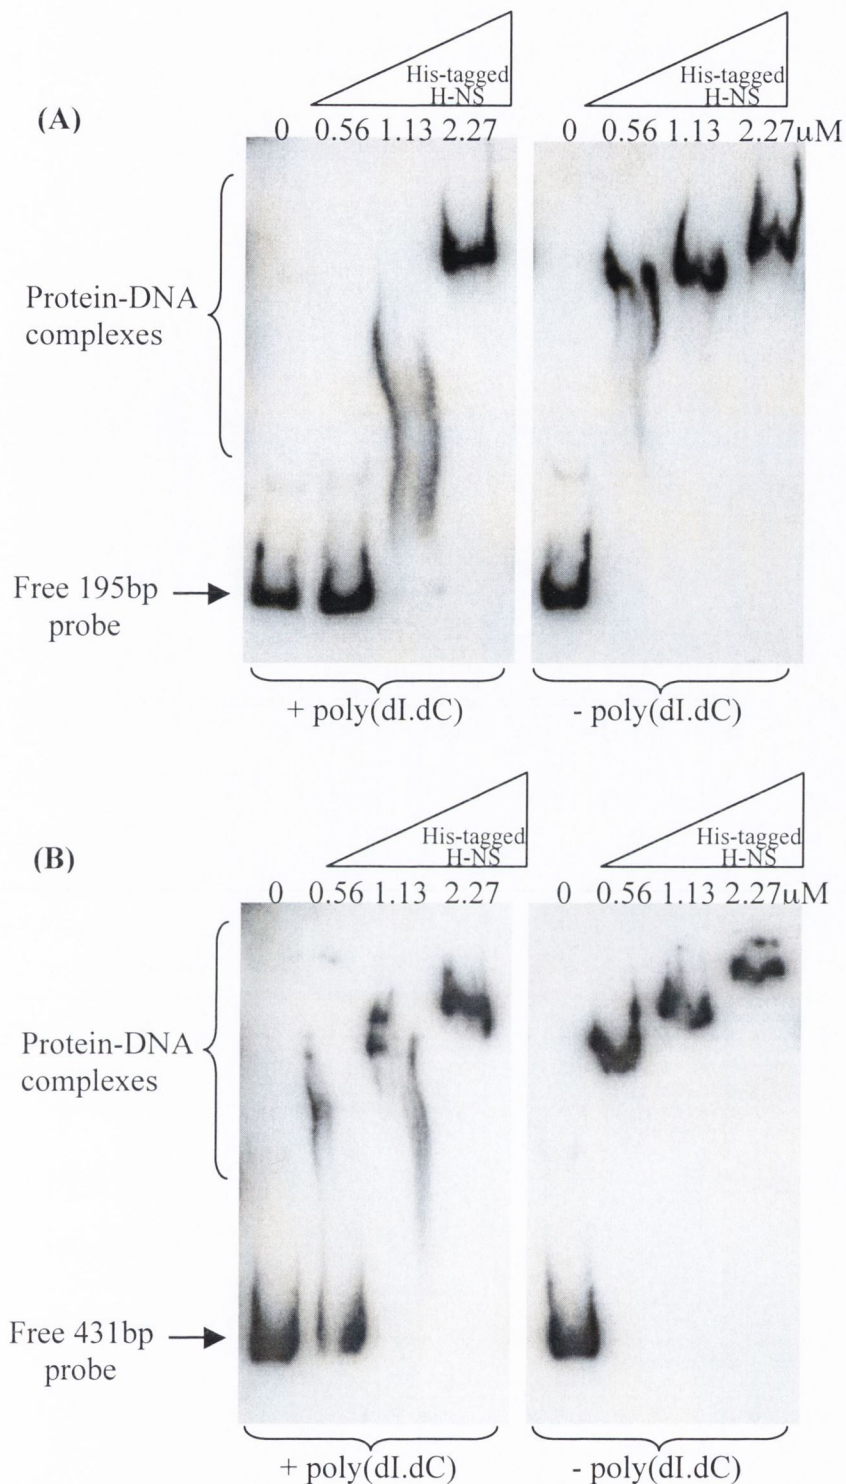 His-tagged
H-NS
His-tagged
H-NS
(A)
0 0.56 1.13 2.27
0 0.56 1.13 2.27µM
Protein-DNA
complexes
Free 195bp
probe
+ poly(dI.dC)
- poly(dI.dC)
His-tagged
H-NS
His-tagged
H-NS
(B)
0 0.56 1.13 2.27
0 0.56 1.13 2.27µM
Protein-DNA
complexes
Free 431bp
probe
+ poly(dI.dC)
- poly(dI.dC)